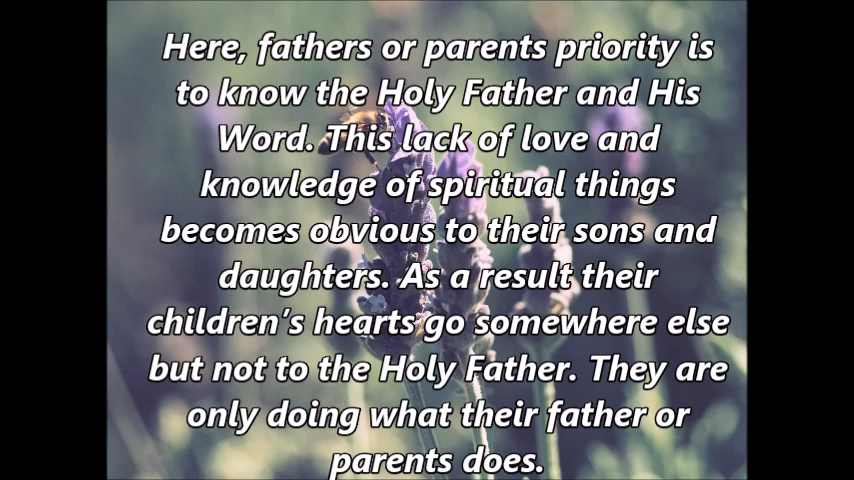 Here, fathers or parents priority is
to know the Holy Father and His
Word. This lack of love and
knowledge of spiritual things
becomes obvious to their sons and
daughters. As a result their
children's hearts go somewhere else
but not to the Holy Father. They are
only doing what their father or
parents does.